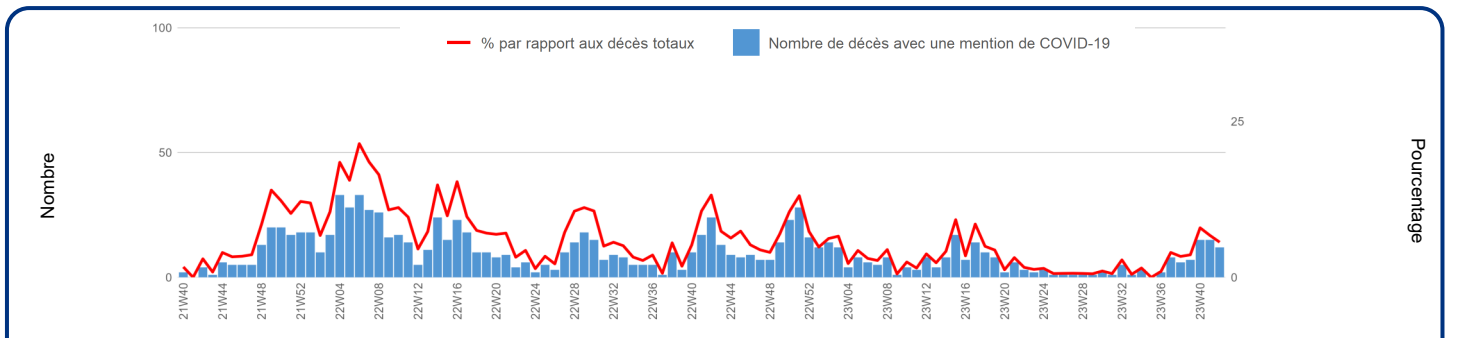 100
% par rapport aux décès totaux
Nombre de décès avec une mention de COVID-19
25
50
0
0
Nombre
Pourcentage
21W40
21W44
21W48
21W52
22W04
22W08
22W12
22W16
22W20
22W24
22W28
22W32
22W36
22W40
22W44
22W48
22W52
23W04
23W08
23W12
23W16
23W20
23W24
23W28
23W32
23W36
23W40